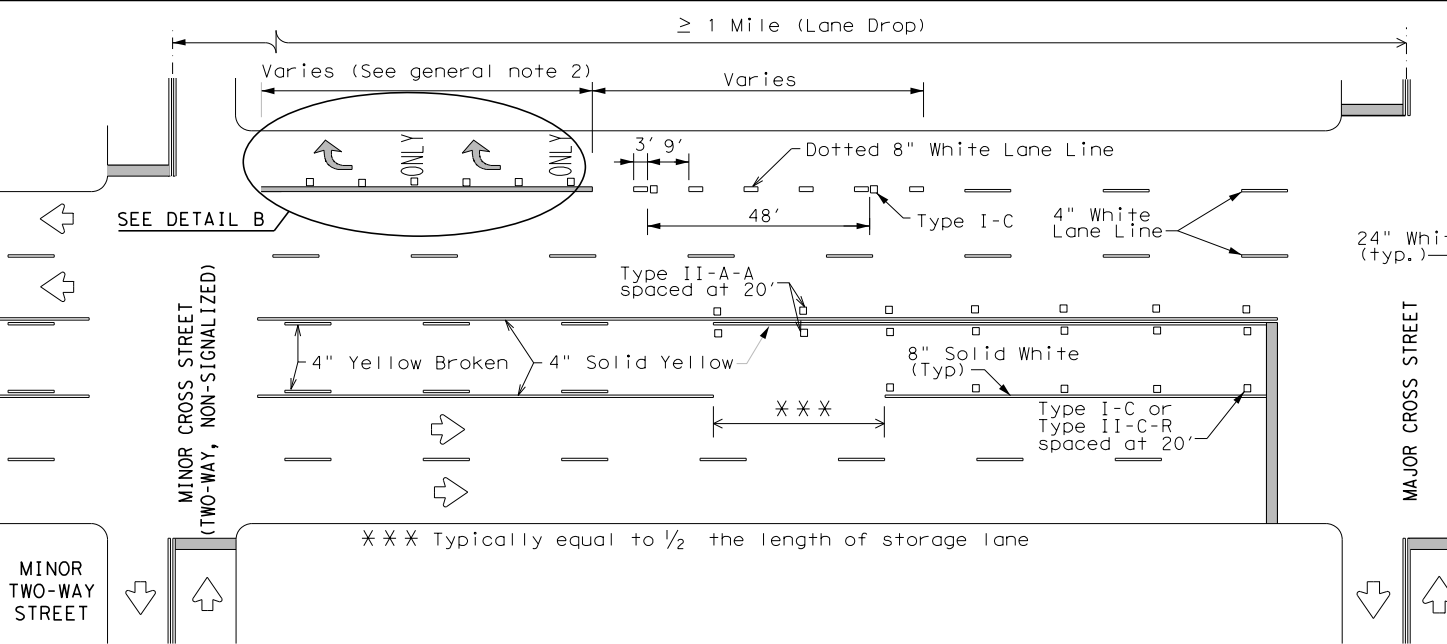 ≥ 1 Mile (Lane Drop)
Varies (See general note 2)
Varies
ONLY
ONLY
3' 9'
Dotted 8" White Lane Line
SEE DETAIL B
48'
Type I-C
4" White
Lane Line
24" Whi
(typ.)
Type II-A-A
spaced at 20'
MINOR CROSS STREET
(TWO-WAY, NON-SIGNALIZED)
4" Yellow Broken
4" Solid Yellow
8" Solid White
(Typ)
***
Type I-C or
Type II-C-R
spaced at 20'
MAJOR CROSS STREET
*** Typically equal to ½ the length of storage lane
MINOR
TWO-WAY
STREET